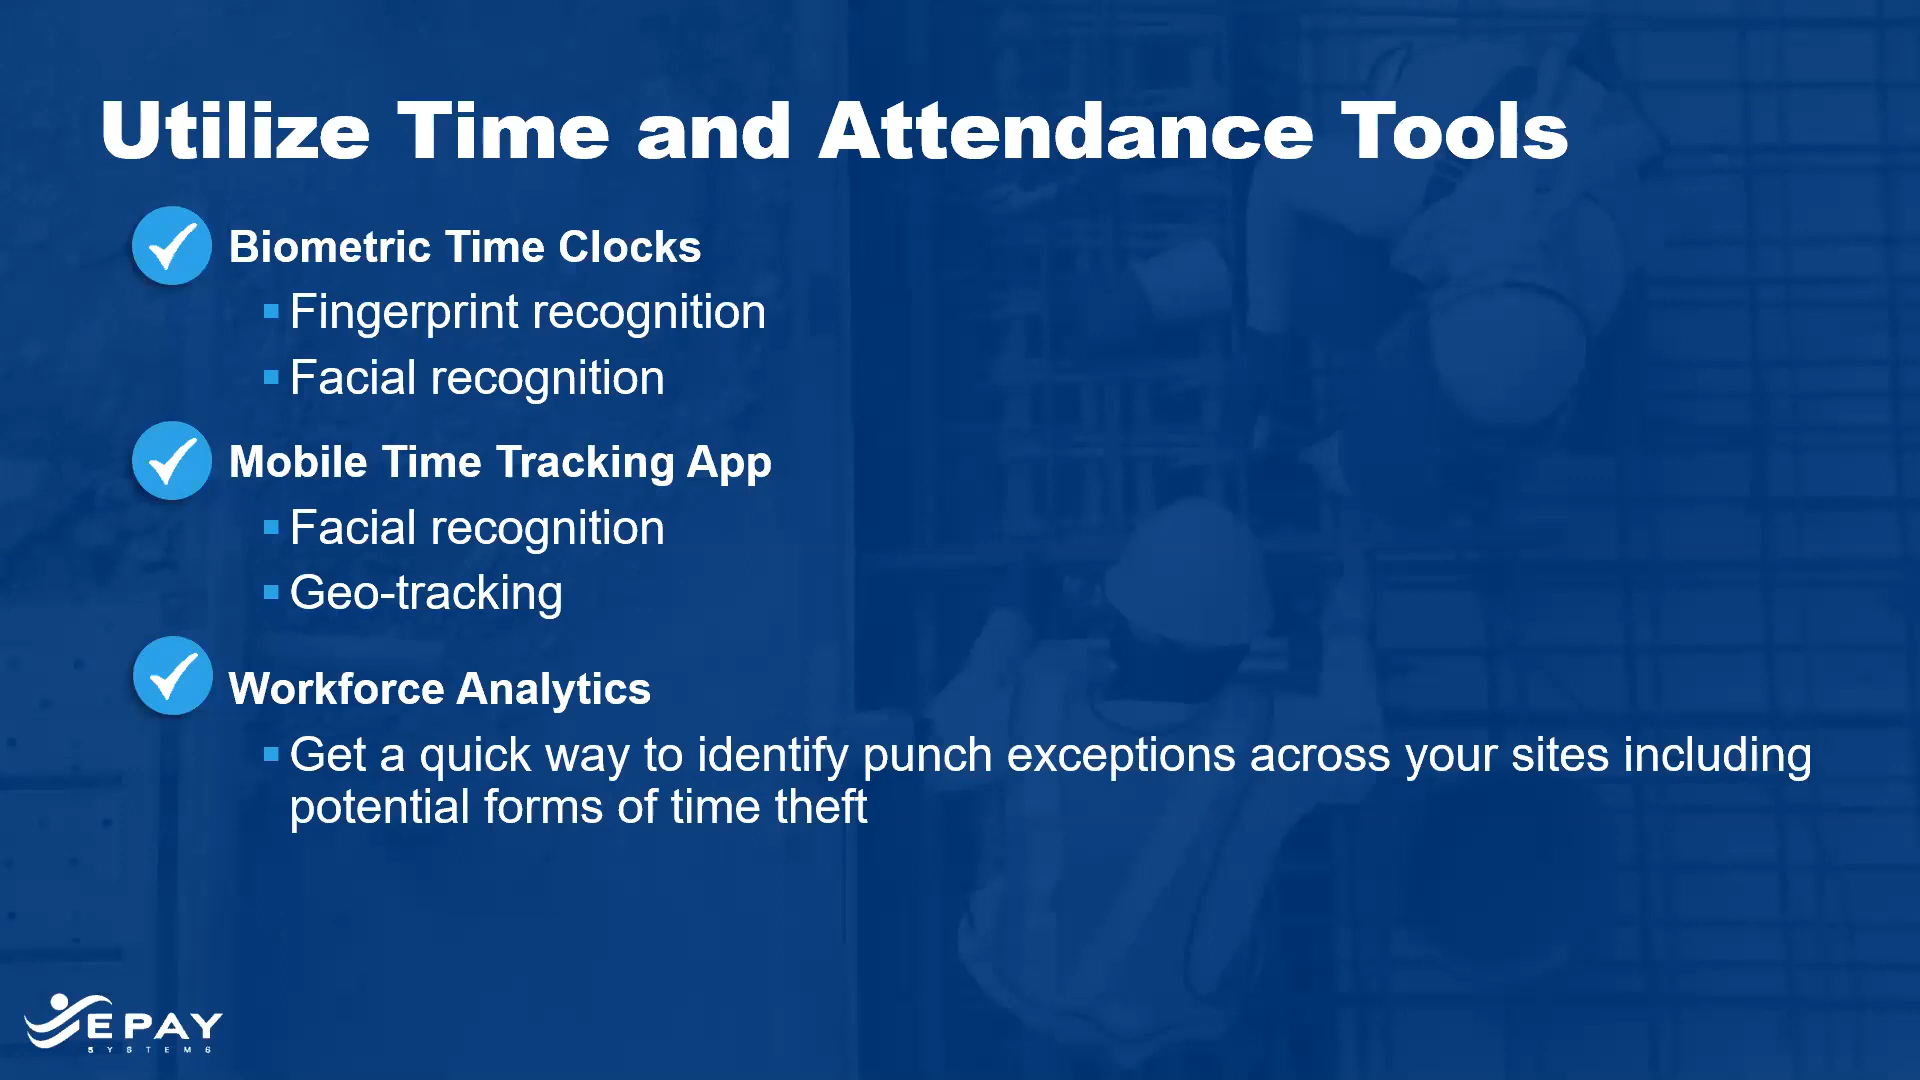 Utilize Time and Attendance Tools
Biometric Time Clocks
Fingerprint recognition
Facial recognition
Mobile Time Tracking App
Facial recognition
Geo-tracking
Workforce Analytics
Get a quick way to identify punch exceptions across your sites including
potential forms of time theft
EPAY
SYSTEMS